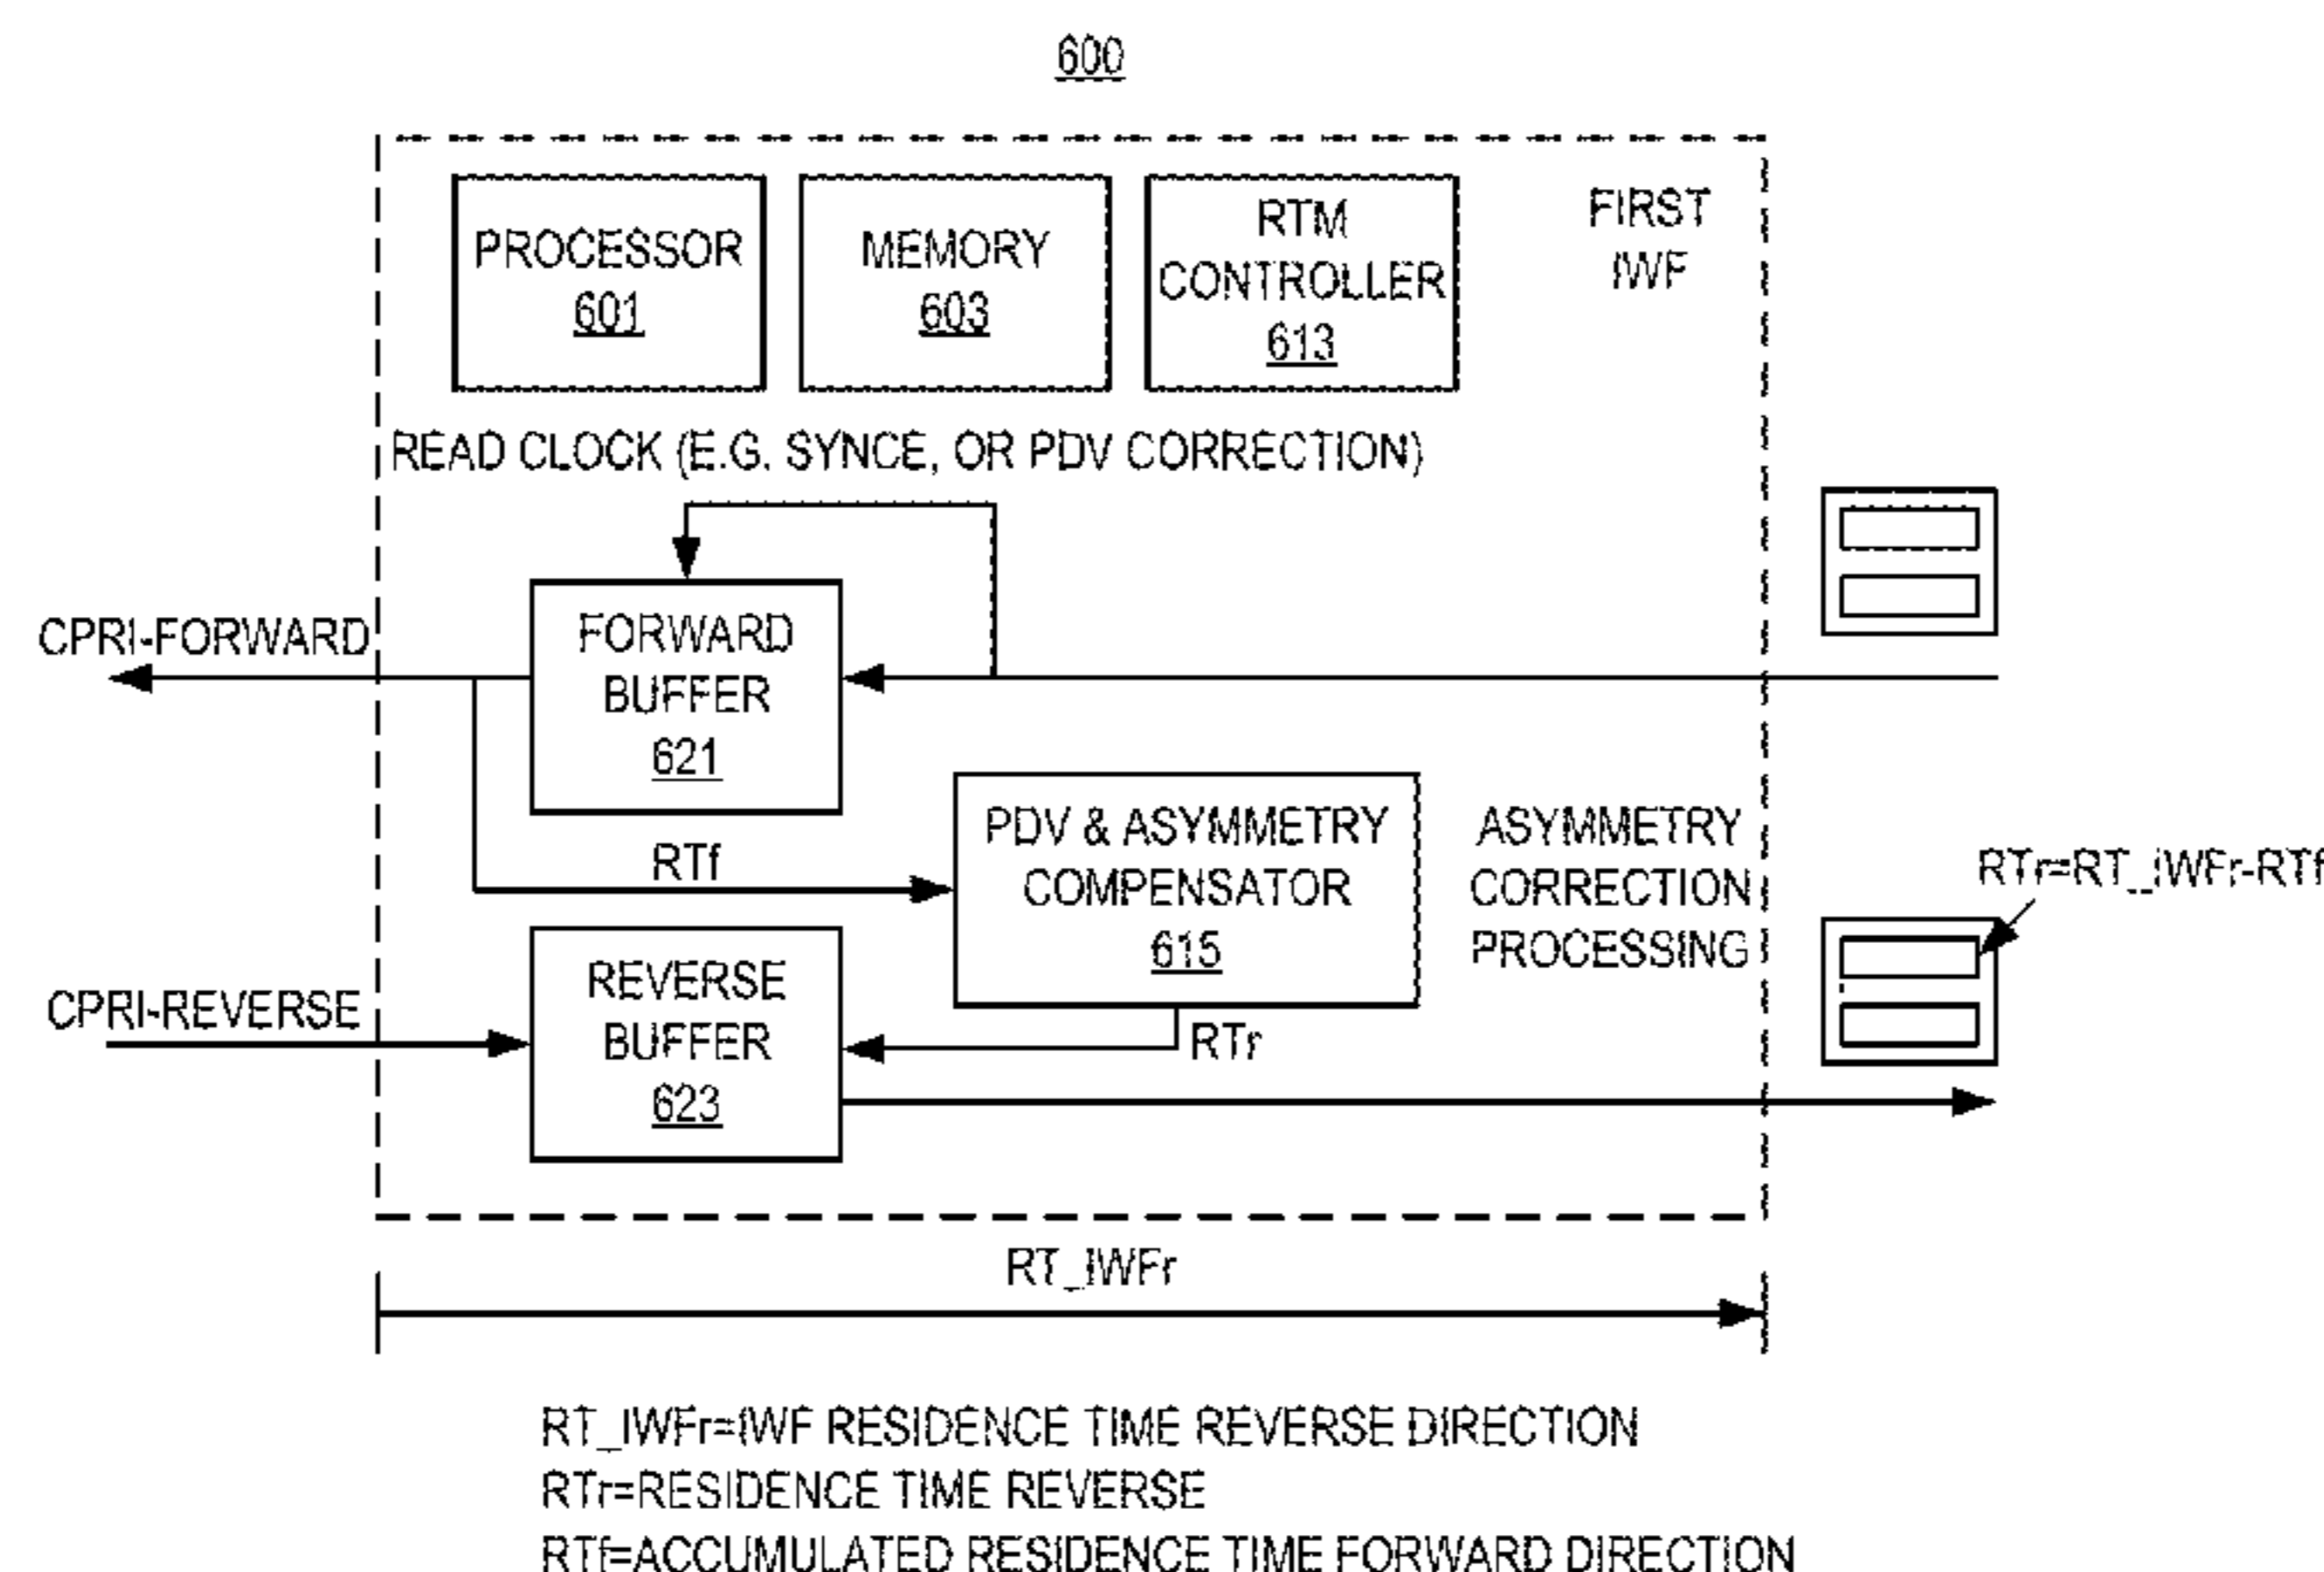 600
PROCESSOR
601
MEMORY
603
RTM
CONTROLLER
613
FIRST
IWF
READ CLOCK (E.G. SYNCE, OR PDV CORRECTION)
CPRI-FORWARD
FORWARD
BUFFER
621
RTf
PDV & ASYMMETRY
COMPENSATOR
615
ASYMMETRY
CORRECTION
PROCESSING
RTr=RT_IWFr-RTf
CPRI-REVERSE
REVERSE
BUFFER
623
RTr
RT_IWFr
RT_IWFr=IWF RESIDENCE TIME REVERSE DIRECTION
RTr=RESIDENCE TIME REVERSE
RTf=ACCUMULATED RESIDENCE TIME FORWARD DIRECTION